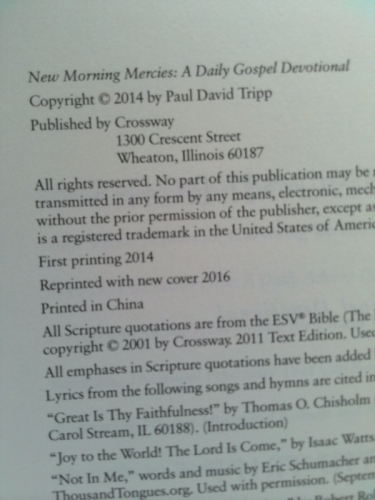 New Morning Mercies: A Daily Gospel Devotional
Copyright © 2014 by Paul David Tripp
Published by Crossway
1300 Crescent Street
Wheaton, Illinois 60187
All rights reserved. No part of this publication may be
transmitted in any form by any means, electronic, mech
without the prior permission of the publisher, except as
is a registered trademark in the United States of Americ
First printing 2014
Reprinted with new cover 2016
Printed in China
All Scripture quotations are from the ESV® Bible (The
copyright © 2001 by Crossway. 2011 Text Edition. Used
All emphases in Scripture quotations have been added
Lyrics from the following songs and hymns are cited in
“Great Is Thy Faithfulness!” by Thomas O. Chisholm
Carol Stream, IL 60188). (Introduction)
“Joy to the World! The Lord Is Come,” by Isaac Watts
“Not In Me,” words and music by Eric Schumacher an
ThousandTongues.org. Used with permission. (Septem